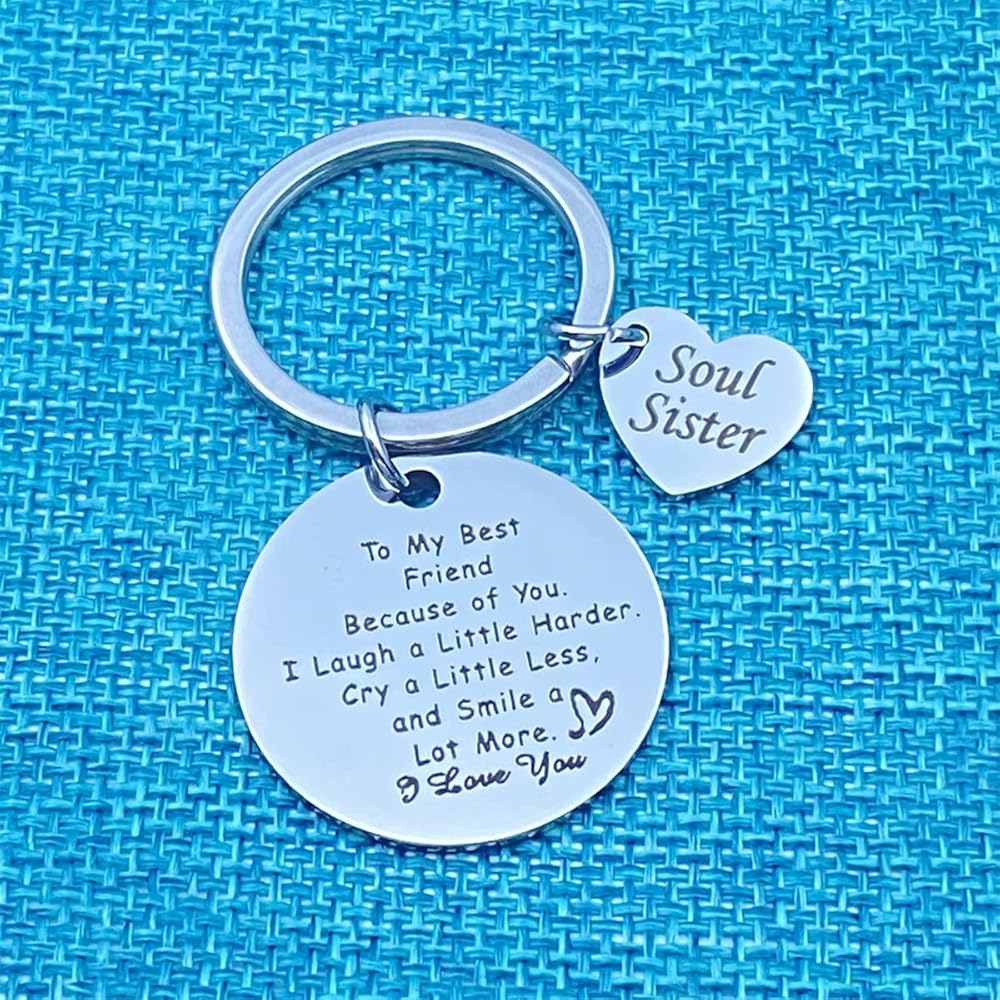 Soul
Sister
To My Best
Friend
Because of You.
I Laugh a Little Harder.
Cry a Little Less,
and Smile a
Lot More.
I Love You